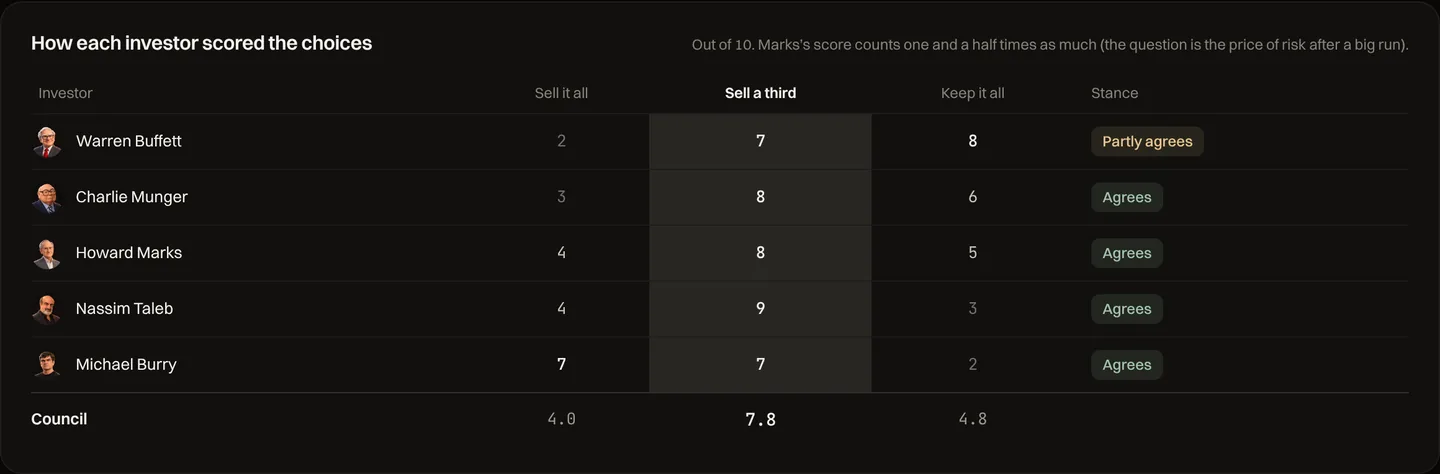 How each investor scored the choices
Out of 10. Marks’s score counts one and a half times as much (the question is the price of risk after a big run).
Investor Sell it all Sell a third Keep it all Stance
Warren Buffett 2 7 8 Partly agrees
Charlie Munger 3 8 6 Agrees
Howard Marks 4 8 5 Agrees
Nassim Taleb 4 9 3 Agrees
Michael Burry 7 7 2 Agrees
Council 4.0 7.8 4.8